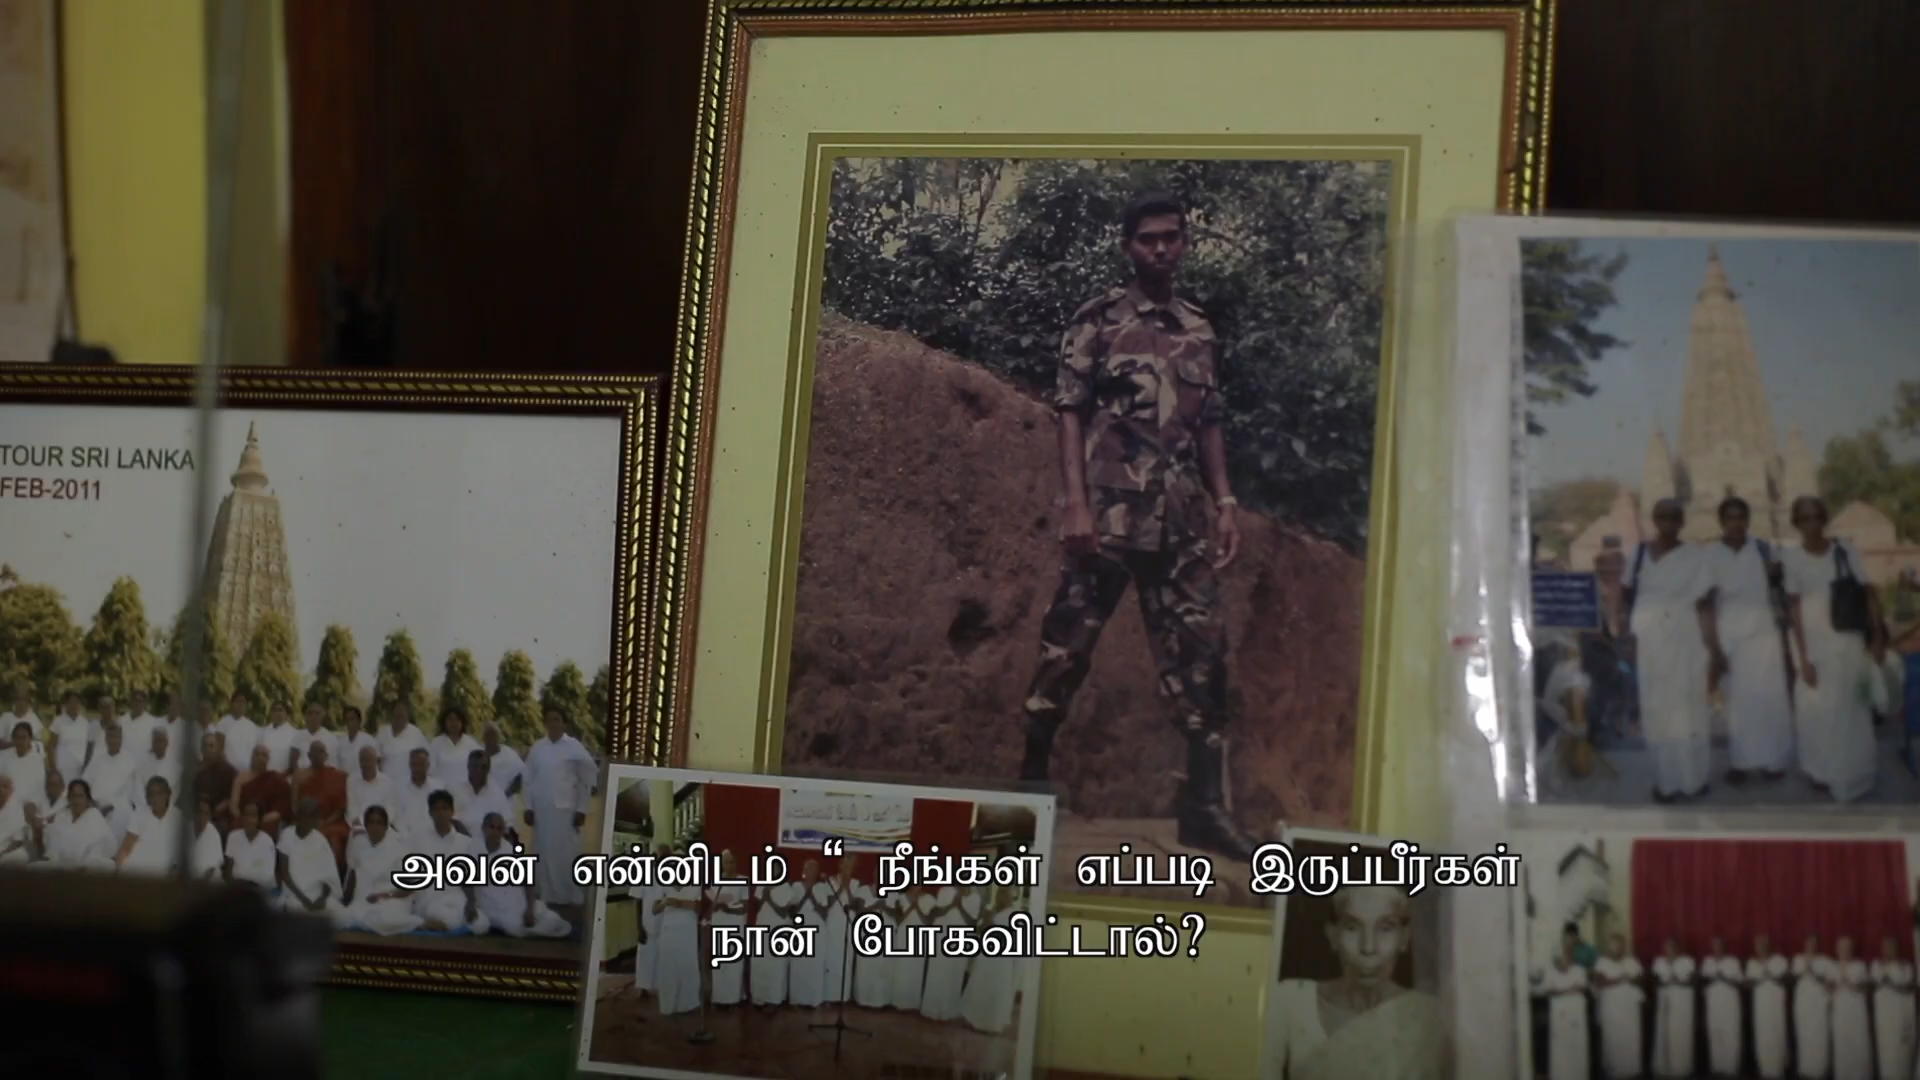 TOUR SRI LANKA
FEB-2011
அவன் என்னிடம் “ நீங்கள் எப்படி இருப்பீர்கள்
நான் போகவிட்டால்?